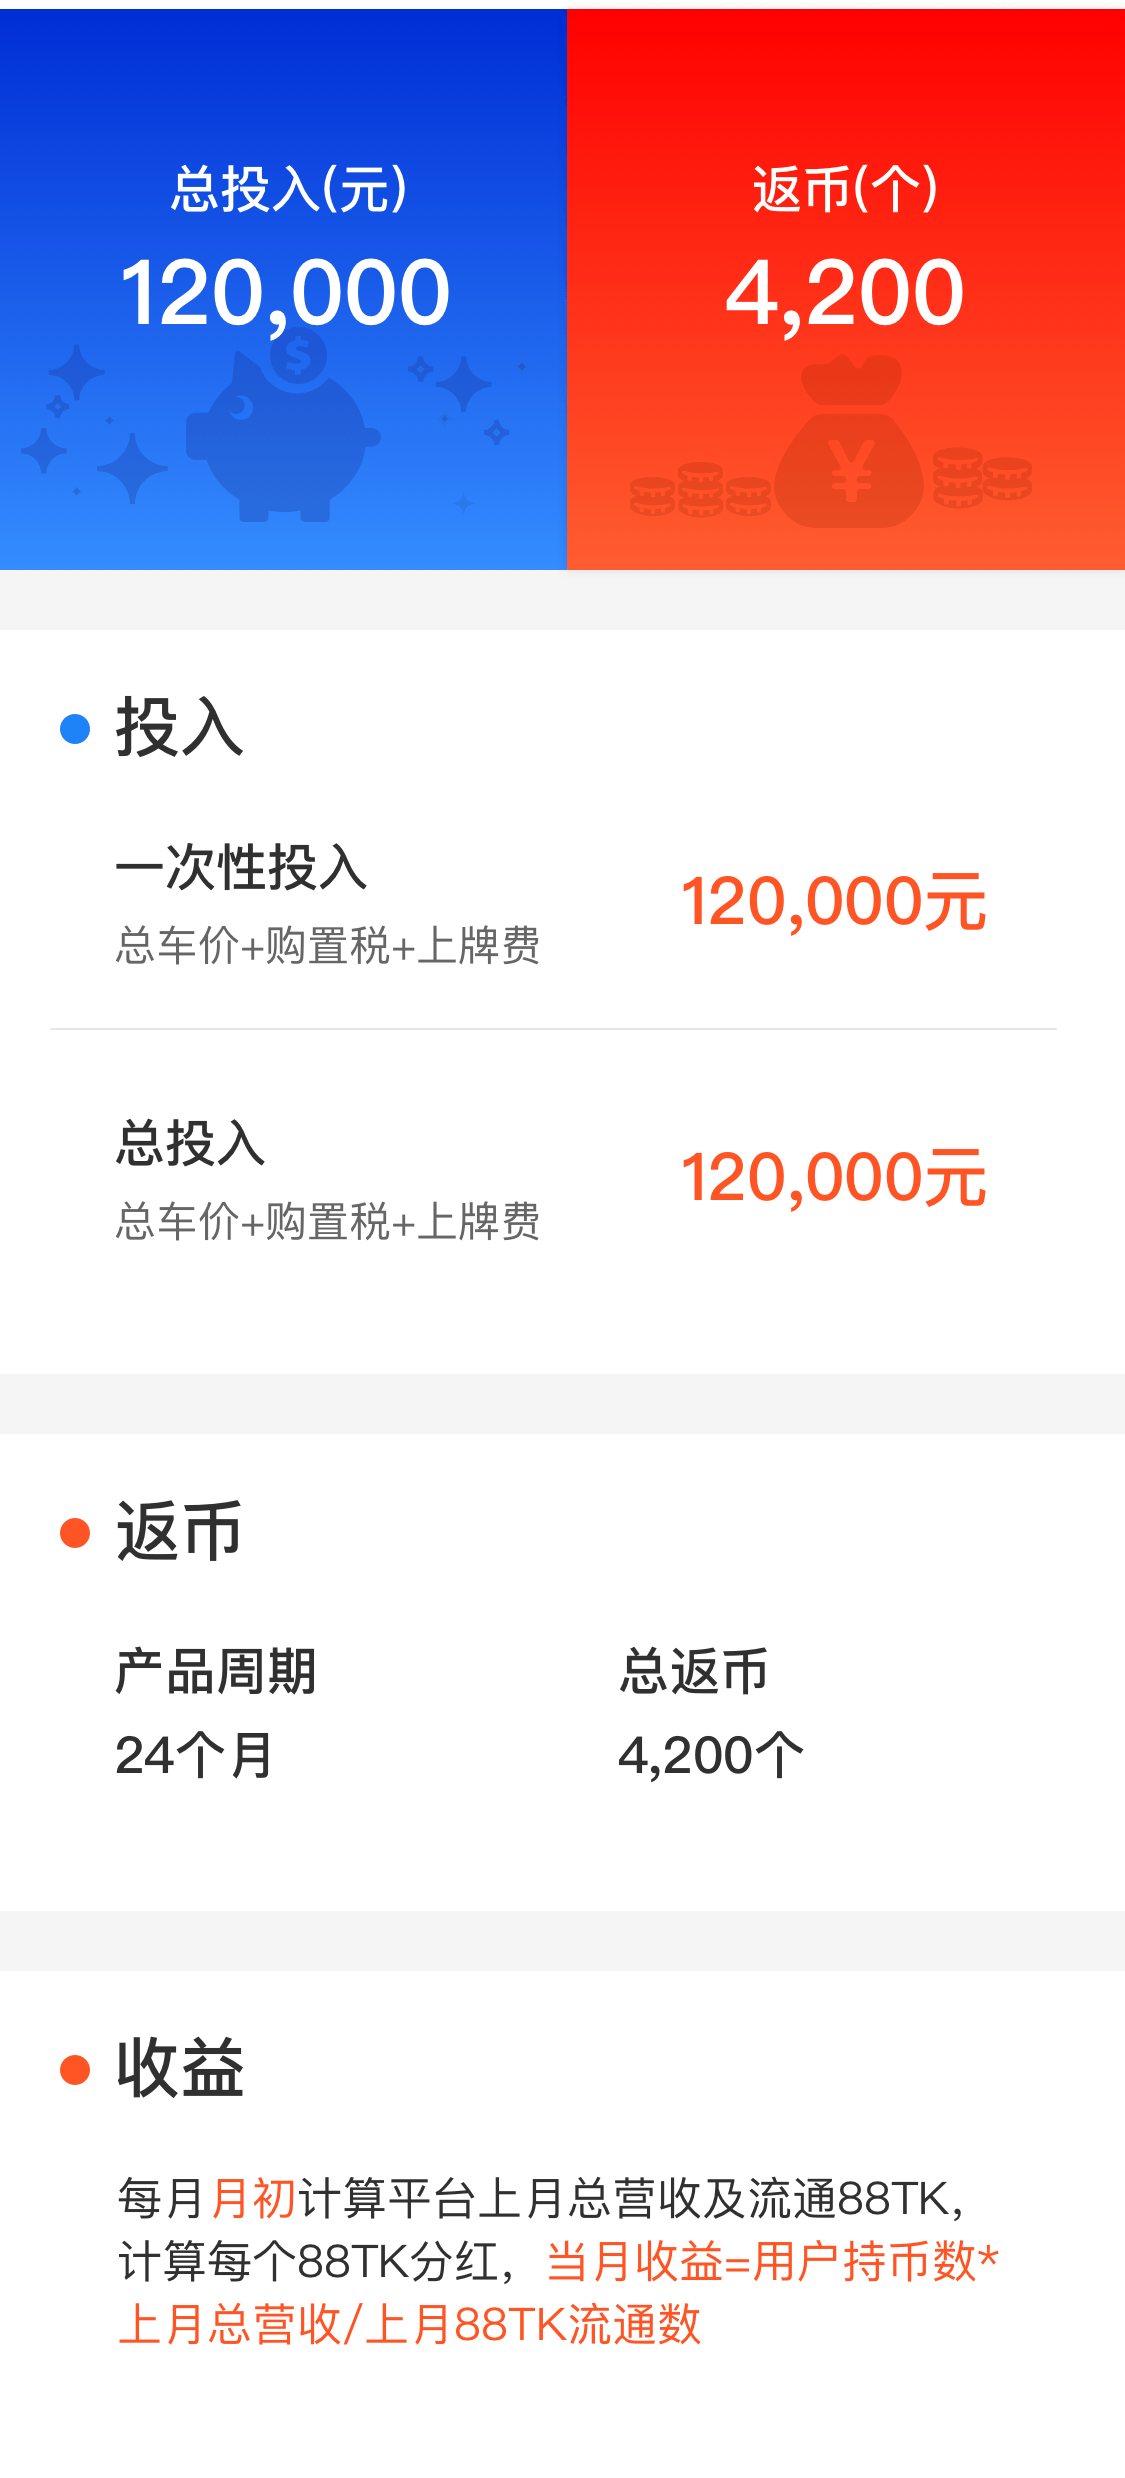 总投入(元)
120,000
返币(个)
4,200
$
¥
投入
一次性投入
总车价+购置税+上牌费
120,000元
总投入
总车价+购置税+上牌费
120,000元
返币
产品周期
24个月
总返币
4,200个
收益
每月月初计算平台上月总营收及流通88TK，
计算每个88TK分红，当月收益=用户持币数*
上月总营收/上月88TK流通数